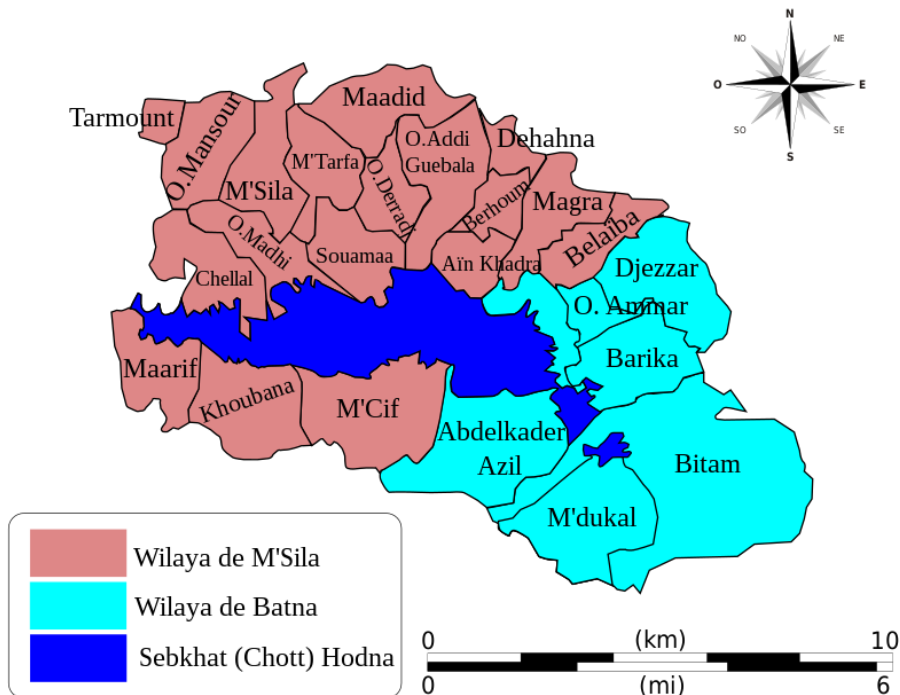 N
NO
NE
O
E
SO
SE
S
Maadid
Tarmount
O.Mansour
O.Addi
Guebala
Dehahna
M'Tarfa
M'Sila
O.Derradj
Berhoum
Magra
O.Madhi
Souamaa
Belaïba
Aïn Khadra
Chellal
Djezzar
O. Ammar
Maarif
Barika
Khoubana
M'Cif
Abdelkader
Azil
Bitam
M'dukal
Wilaya de M'Sila
Wilaya de Batna
Sebkhat (Chott) Hodna
0 (km) 10
0 (mi) 6